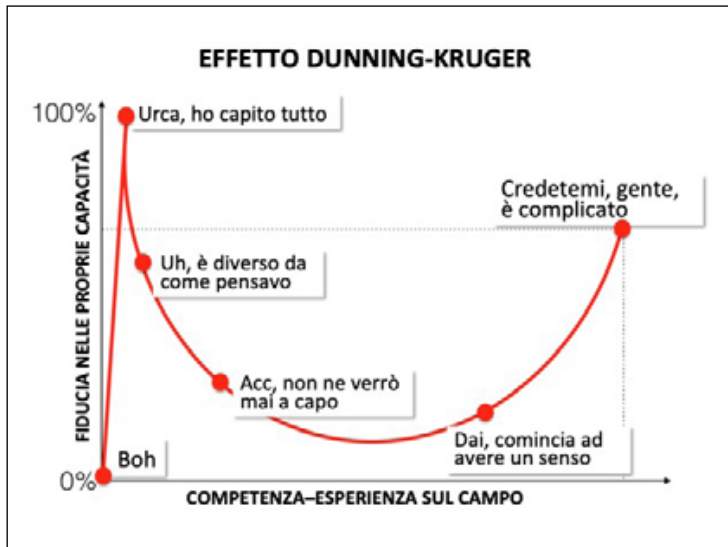 EFFETTO DUNNING-KRUGER
100%
Urca, ho capito tutto
FIDUCIA NELLE PROPRIE CAPACITÀ
Credetemi, gente,
è complicato
Uh, è diverso da
come pensavo
Acc, non ne verrò
mai a capo
Dai, comincia ad
avere un senso
Boh
0%
COMPETENZA–ESPERIENZA SUL CAMPO